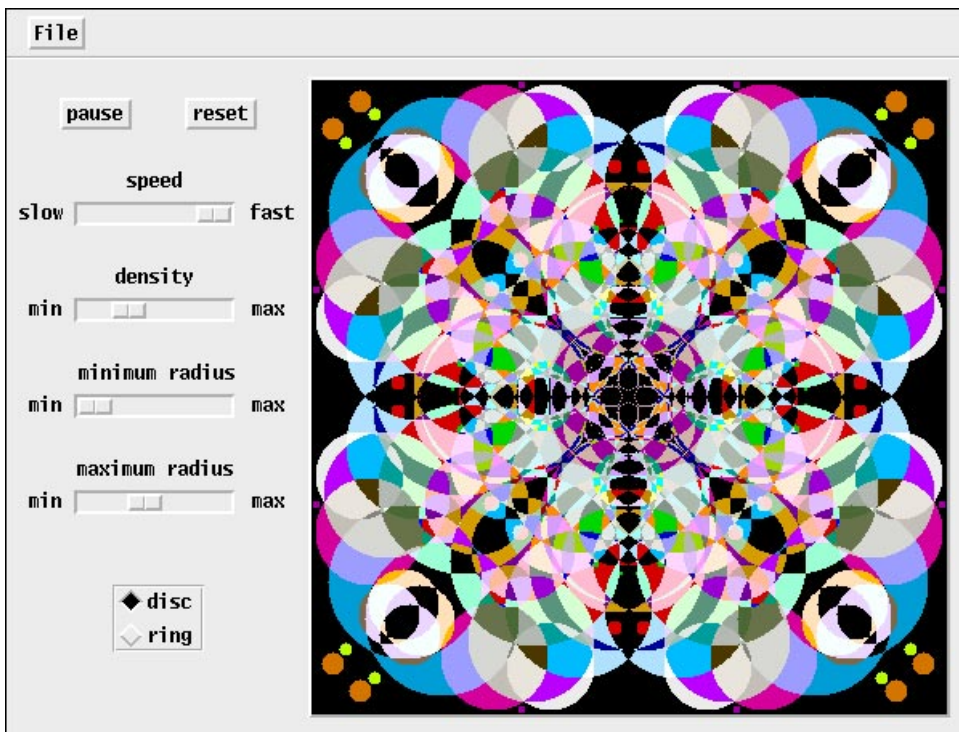 File
pause reset
speed
slow fast
density
min max
minimum radius
min max
maximum radius
min max
disc
ring